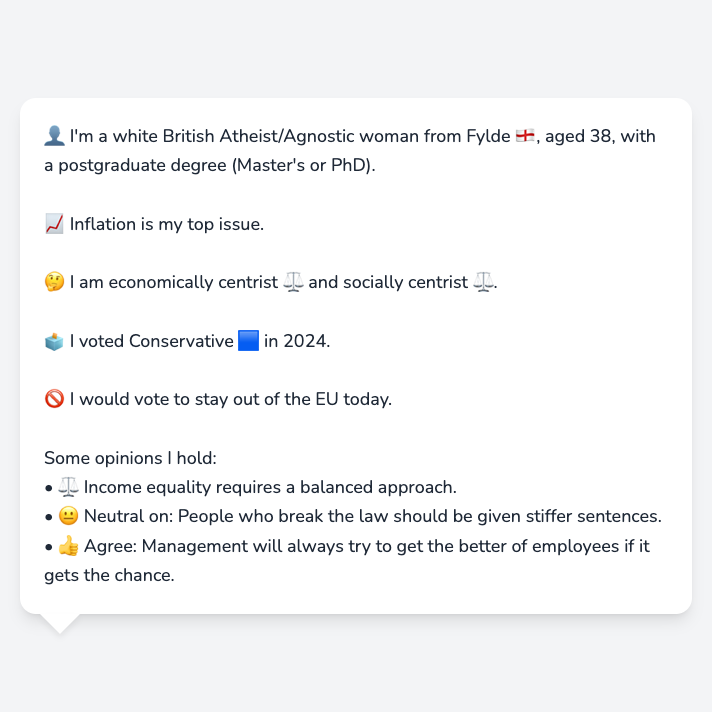 👤 I'm a white British Atheist/Agnostic woman from Fylde 🏴󠁧󠁢󠁥󠁮󠁧󠁿, aged 38, with
a postgraduate degree (Master's or PhD).
📈 Inflation is my top issue.
🤔 I am economically centrist ⚖️ and socially centrist ⚖️.
🗳️ I voted Conservative 🟦 in 2024.
🚫 I would vote to stay out of the EU today.
Some opinions I hold:
• ⚖️ Income equality requires a balanced approach.
• 😐 Neutral on: People who break the law should be given stiffer sentences.
• 👍 Agree: Management will always try to get the better of employees if it
gets the chance.